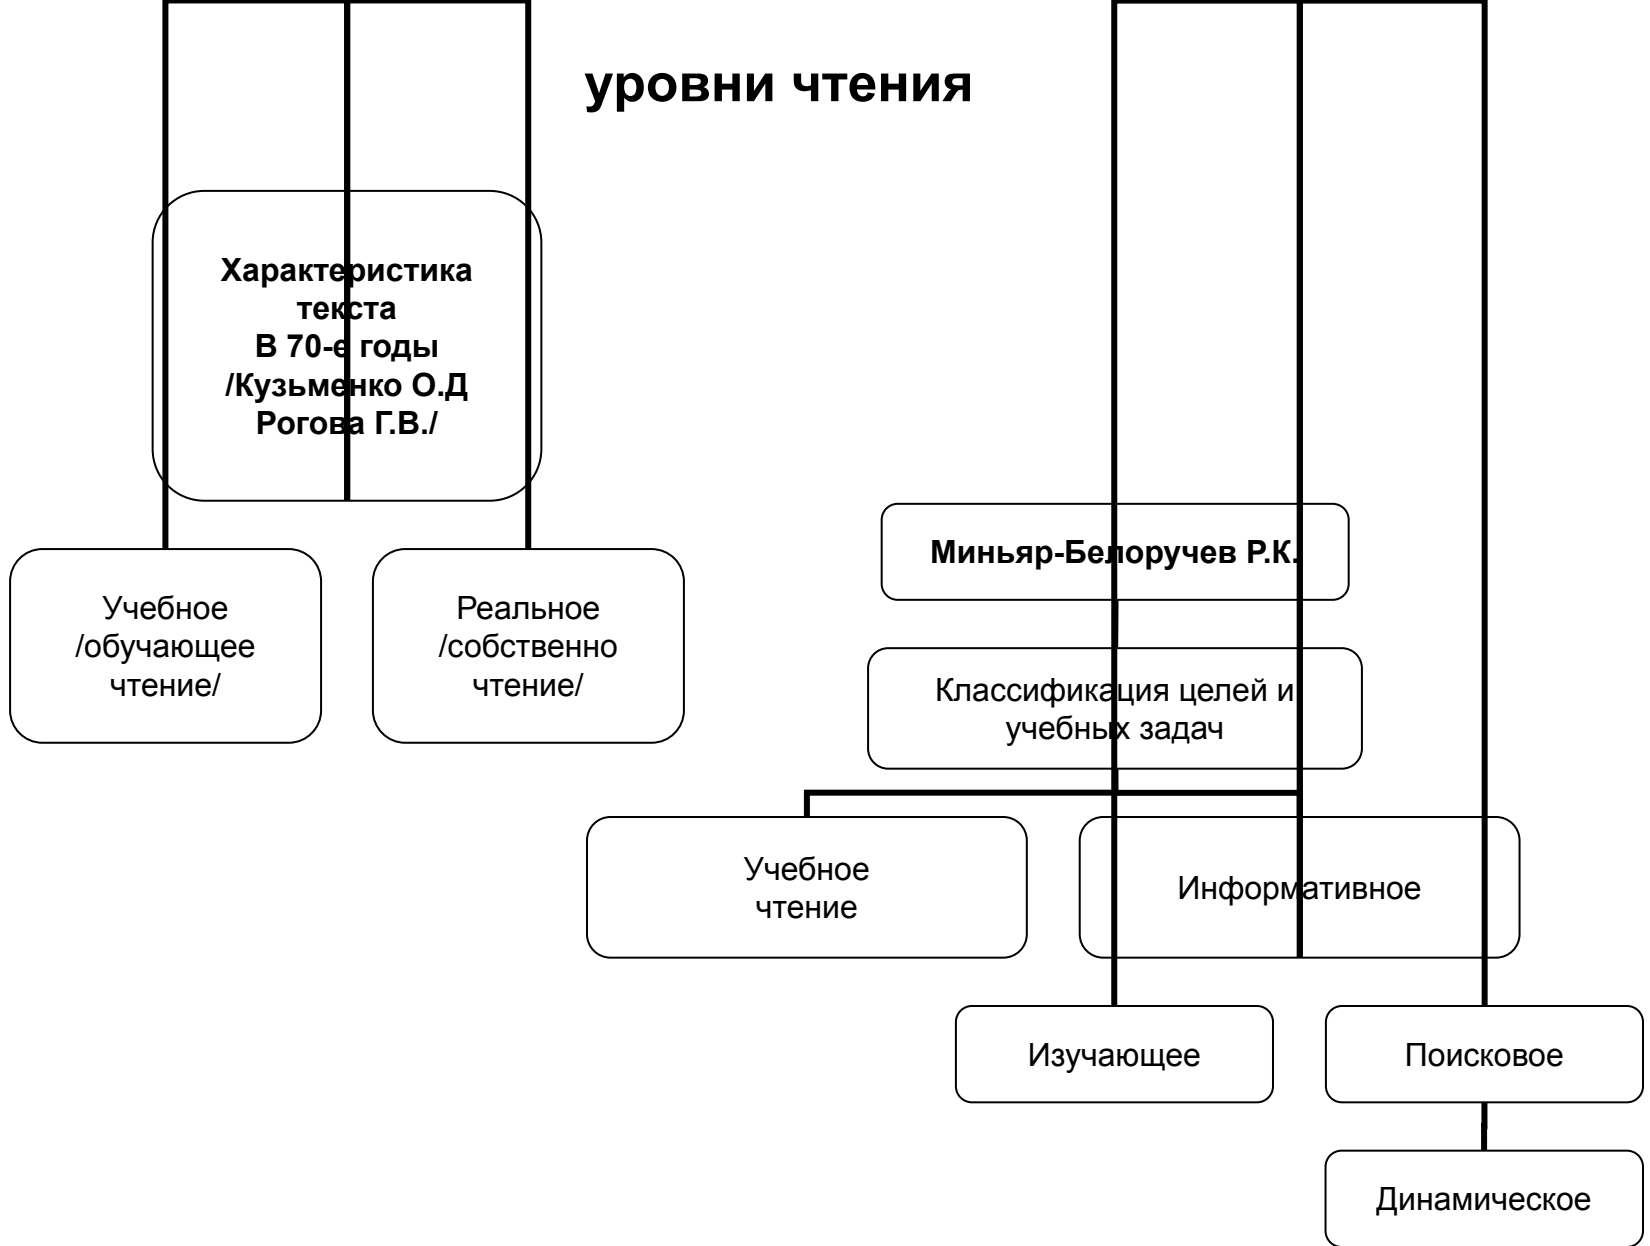 уровни чтения
Характеристика
текста
В 70-е годы
/Кузьменко О.Д
Рогова Г.В./
Учебное
/обучающее
чтение/
Реальное
/собственно
чтение/
Миньяр-Белоручев Р.К.
Классификация целей и
учебных задач
Учебное
чтение
Информативное
Изучающее
Поисковое
Динамическое